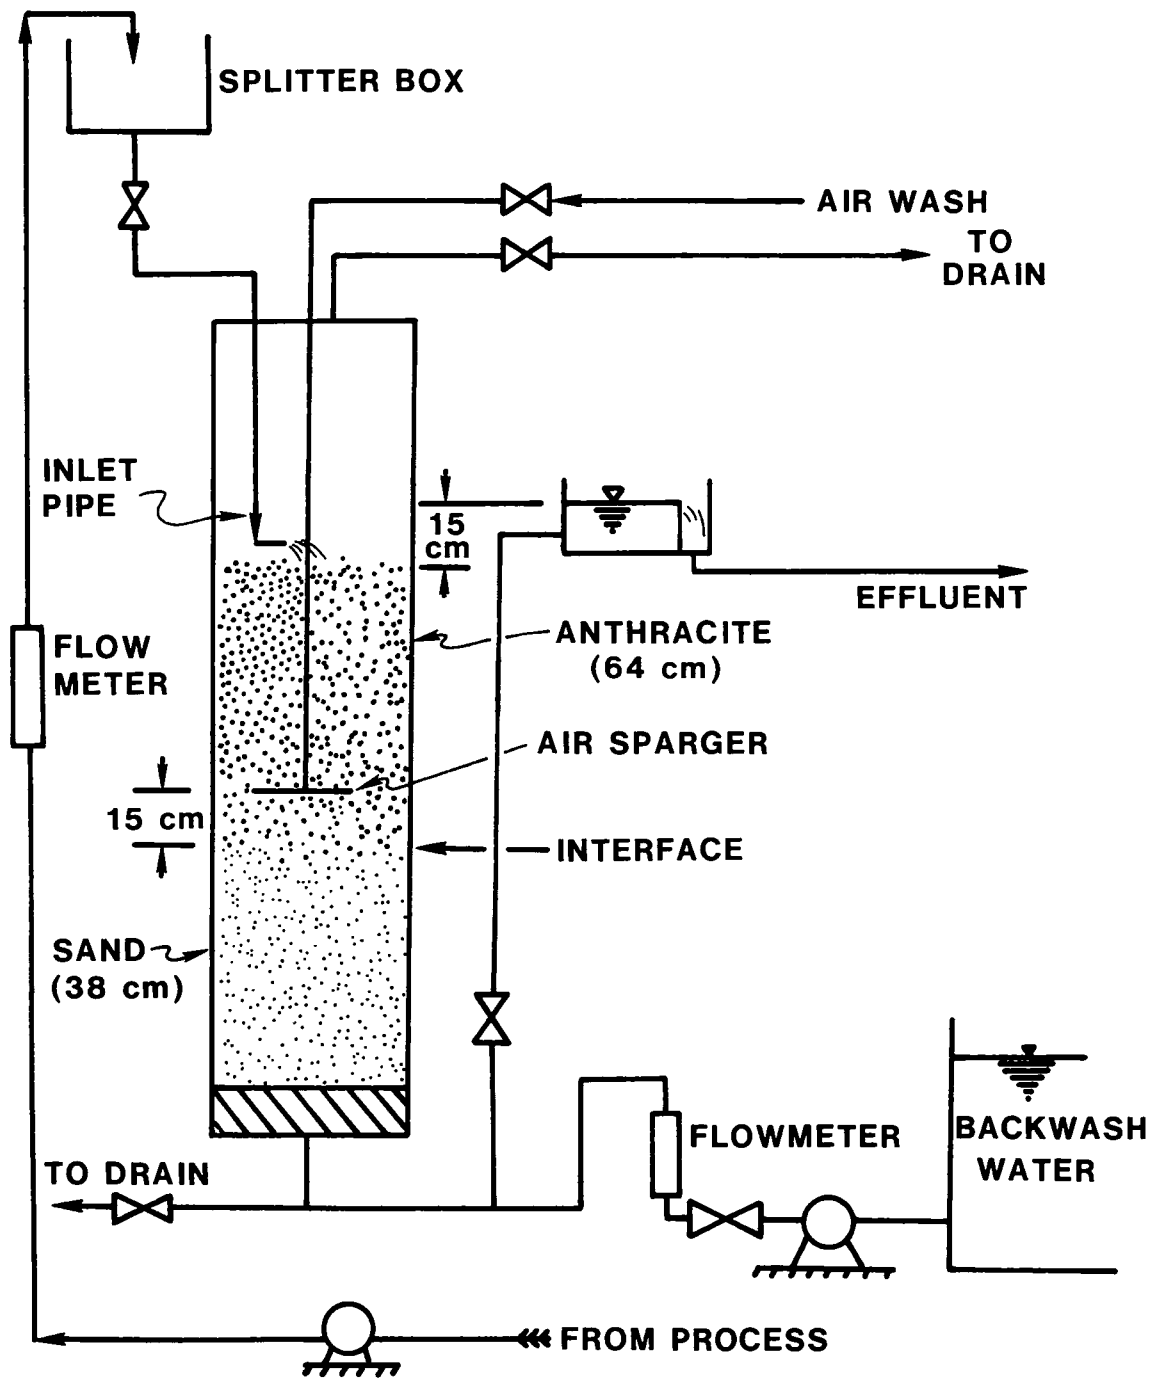 SPLITTER BOX
AIR WASH
TO
DRAIN
INLET
PIPE
15
cm
EFFLUENT
ANTHRACITE
(64 cm)
FLOW
METER
AIR SPARGER
15 cm
INTERFACE
SAND
(38 cm)
FLOWMETER
BACKWASH
WATER
TO DRAIN
FROM PROCESS